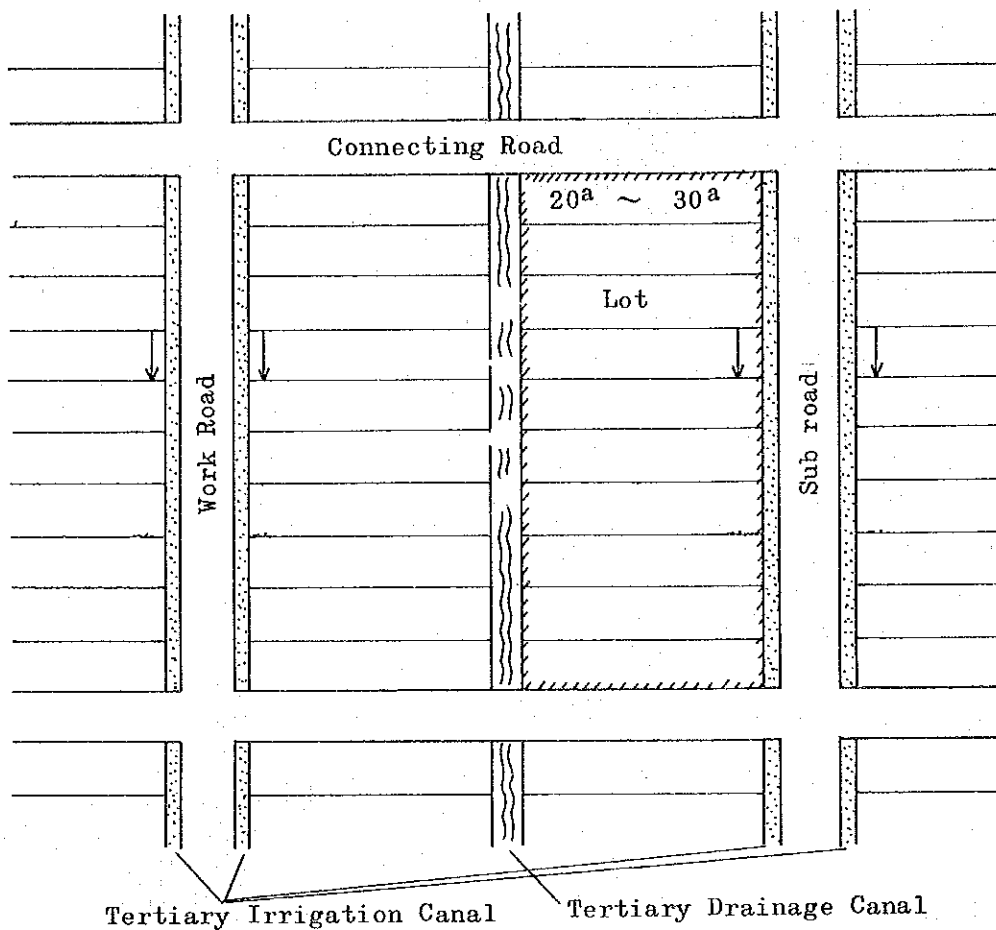 Connecting Road
20a ~ 30a
Lot
Work Road
Sub road
Tertiary Irrigation Canal
Tertiary Drainage Canal